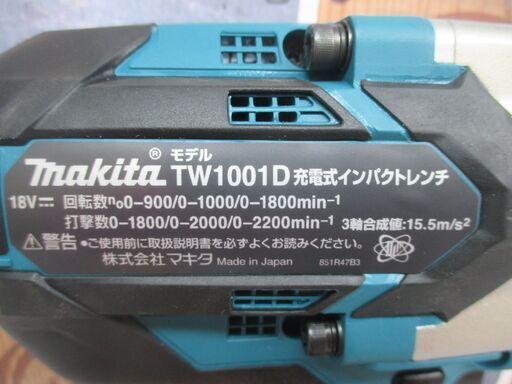 makita® モデル TW1001D 充電式インパクトレンチ
18V⎓ 回転数n₀0-900/0-1000/0-1800min⁻¹
打撃数0-1800/0-2000/0-2200min⁻¹ 3軸合成値:15.5m/s²
⚠警告 •ご使用前に取扱説明書を必ずよくお読みください。
株式会社マキタ Made in Japan 851R47B3